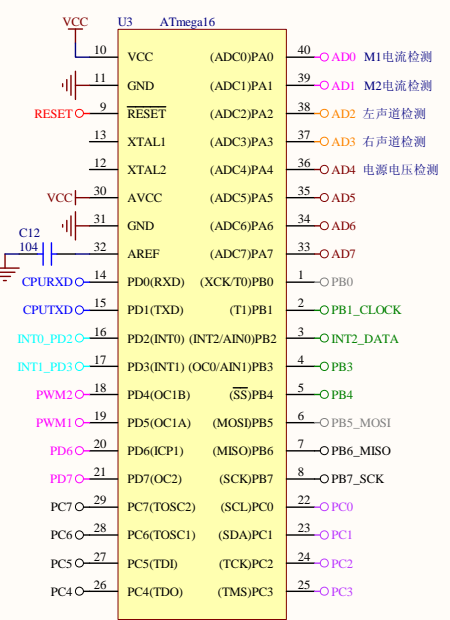 VCC U3 ATmega16
10 VCC (ADC0)PA0 40 AD0 M1电流检测
11 GND (ADC1)PA1 39 AD1 M2电流检测
RESET 9 RESET (ADC2)PA2 38 AD2 左声道检测
13 XTAL1 (ADC3)PA3 37 AD3 右声道检测
12 XTAL2 (ADC4)PA4 36 AD4 电源电压检测
VCC 30 AVCC (ADC5)PA5 35 AD5
31 GND (ADC6)PA6 34 AD6
C12
104 32 AREF (ADC7)PA7 33 AD7
CPURXD 14 PD0(RXD) (XCK/T0)PB0 1 PB0
CPUTXD 15 PD1(TXD) (T1)PB1 2 PB1_CLOCK
INT0_PD2 16 PD2(INT0) (INT2/AIN0)PB2 3 INT2_DATA
INT1_PD3 17 PD3(INT1) (OC0/AIN1)PB3 4 PB3
PWM2 18 PD4(OC1B) (SS)PB4 5 PB4
PWM1 19 PD5(OC1A) (MOSI)PB5 6 PB5_MOSI
PD6 20 PD6(ICP1) (MISO)PB6 7 PB6_MISO
PD7 21 PD7(OC2) (SCK)PB7 8 PB7_SCK
PC7 29 PC7(TOSC2) (SCL)PC0 22 PC0
PC6 28 PC6(TOSC1) (SDA)PC1 23 PC1
PC5 27 PC5(TDI) (TCK)PC2 24 PC2
PC4 26 PC4(TDO) (TMS)PC3 25 PC3